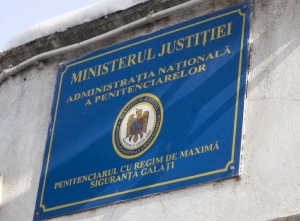 MINISTERUL JUSTIŢIEI
ADMINISTRAŢIA NAŢIONALĂ
A PENITENCIARELOR
PENITENCIARUL CU REGIM DE MAXIMĂ
SIGURANŢĂ GALAŢI